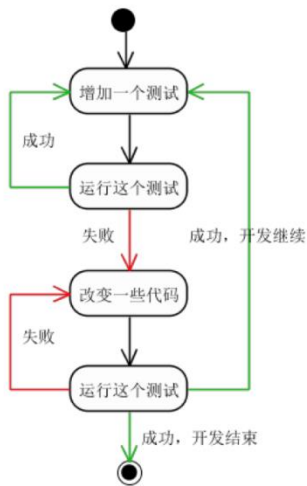 增加一个测试
成功
运行这个测试
失败
成功，开发继续
改变一些代码
失败
运行这个测试
成功，开发结束